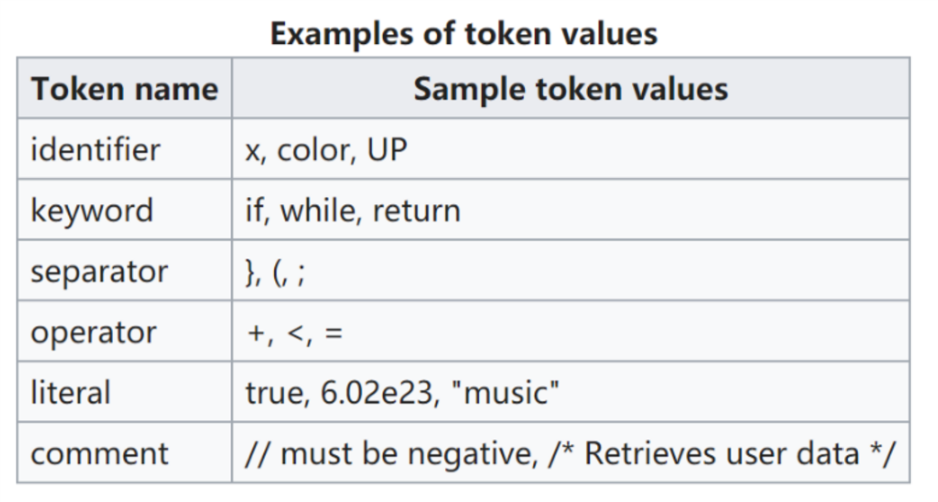 Examples of token values
Token name Sample token values
identifier x, color, UP
keyword if, while, return
separator }, (, ;
operator +, <, =
literal true, 6.02e23, "music"
comment // must be negative, /* Retrieves user data */